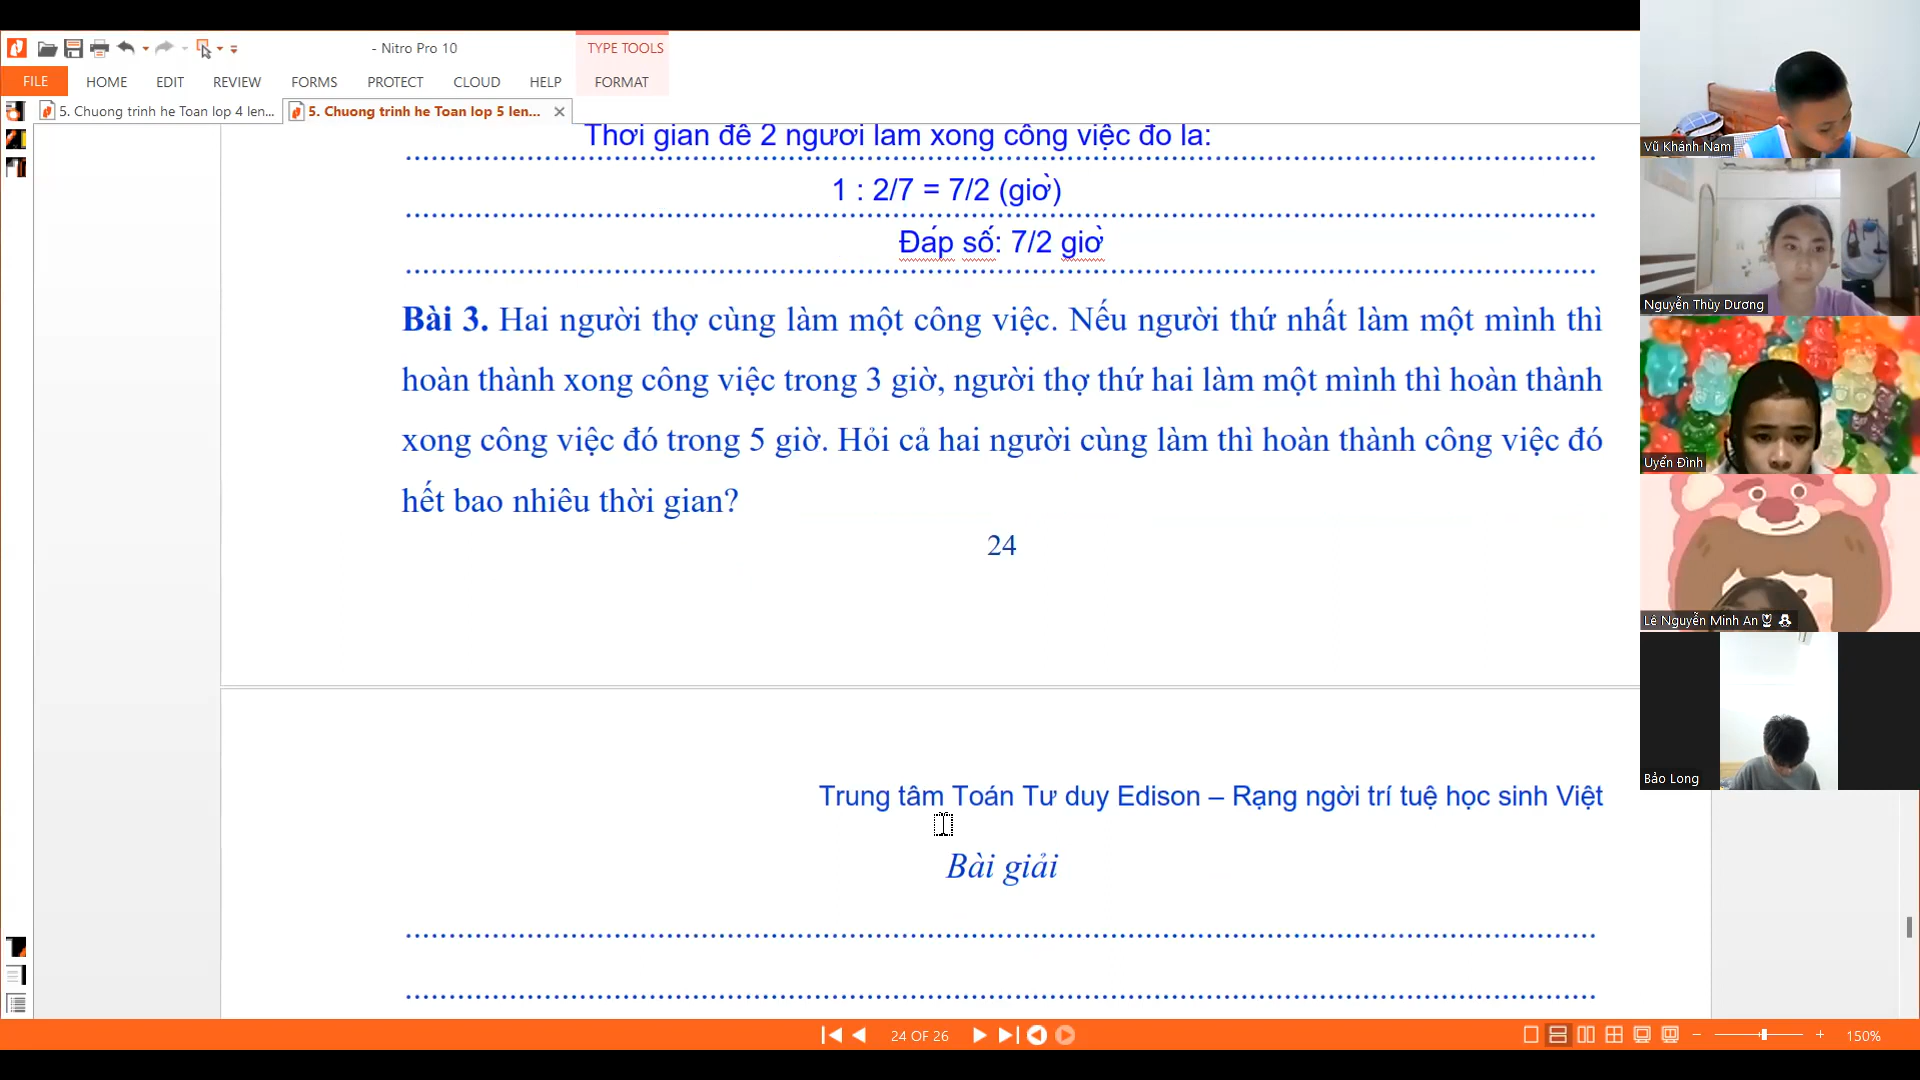 - Nitro Pro 10
TYPE TOOLS
FILE HOME EDIT REVIEW FORMS PROTECT CLOUD HELP FORMAT
5. Chuong trinh he Toan lop 4 len...
5. Chuong trinh he Toan lop 5 len...
Thơi gian để 2 ngươi lam xong công việc đo la:
1 : 2/7 = 7/2 (giờ)
Đáp số: 7/2 giờ
Bài 3. Hai người thợ cùng làm một công việc. Nếu người thứ nhất làm một mình thì
hoàn thành xong công việc trong 3 giờ, người thợ thứ hai làm một mình thì hoàn thành
xong công việc đó trong 5 giờ. Hỏi cả hai người cùng làm thì hoàn thành công việc đó
hết bao nhiêu thời gian?
24
Trung tâm Toán Tư duy Edison – Rạng ngời trí tuệ học sinh Việt
Bài giải
24 OF 26
150%
Vũ Khánh Nam
Nguyễn Thùy Dương
Uyển Đình
Lê Nguyễn Minh An
Bảo Long